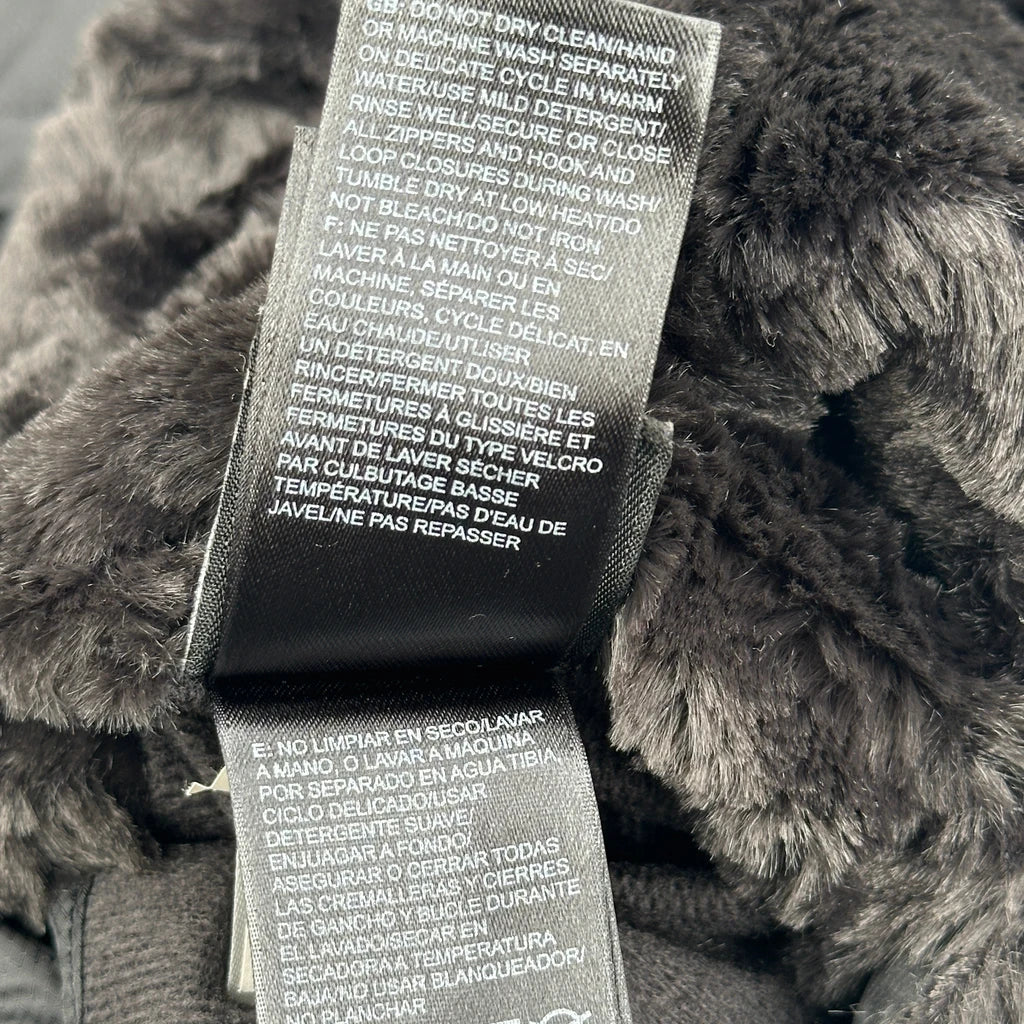 GB: DO NOT DRY CLEAN/HAND
OR MACHINE WASH SEPARATELY
ON DELICATE CYCLE IN WARM
WATER/USE MILD DETERGENT/
RINSE WELL/SECURE OR CLOSE
ALL ZIPPERS AND HOOK AND
LOOP CLOSURES DURING WASH/
TUMBLE DRY AT LOW HEAT/DO
NOT BLEACH/DO NOT IRON
F: NE PAS NETTOYER À SEC/
LAVER À LA MAIN OU EN
MACHINE, SÉPARER LES
COULEURS, CYCLE DÉLICAT, EN
EAU CHAUDE/UTLISER
UN DÉTERGENT DOUX/BIEN
RINCER/FERMER TOUTES LES
FERMETURES À GLISSIÈRE ET
FERMETURES DU TYPE VELCRO
AVANT DE LAVER SÉCHER
PAR CULBUTAGE BASSE
TEMPÉRATURE/PAS D'EAU DE
JAVEL/NE PAS REPASSER
E: NO LIMPIAR EN SECO/LAVAR
A MANO, O LAVAR A MAQUINA
POR SEPARADO EN AGUA TIBIA,
CICLO DELICADO/USAR
DETERGENTE SUAVE/
ENJUAGAR A FONDO/
ASEGURAR O CERRAR TODAS
LAS CREMALLERAS Y CIERRES
DE GANCHO Y BUCLE DURANTE
EL LAVADO/SECAR EN
SECADORA A TEMPERATURA
BAJA/NO USAR BLANQUEADOR/
NO PLANCHAR